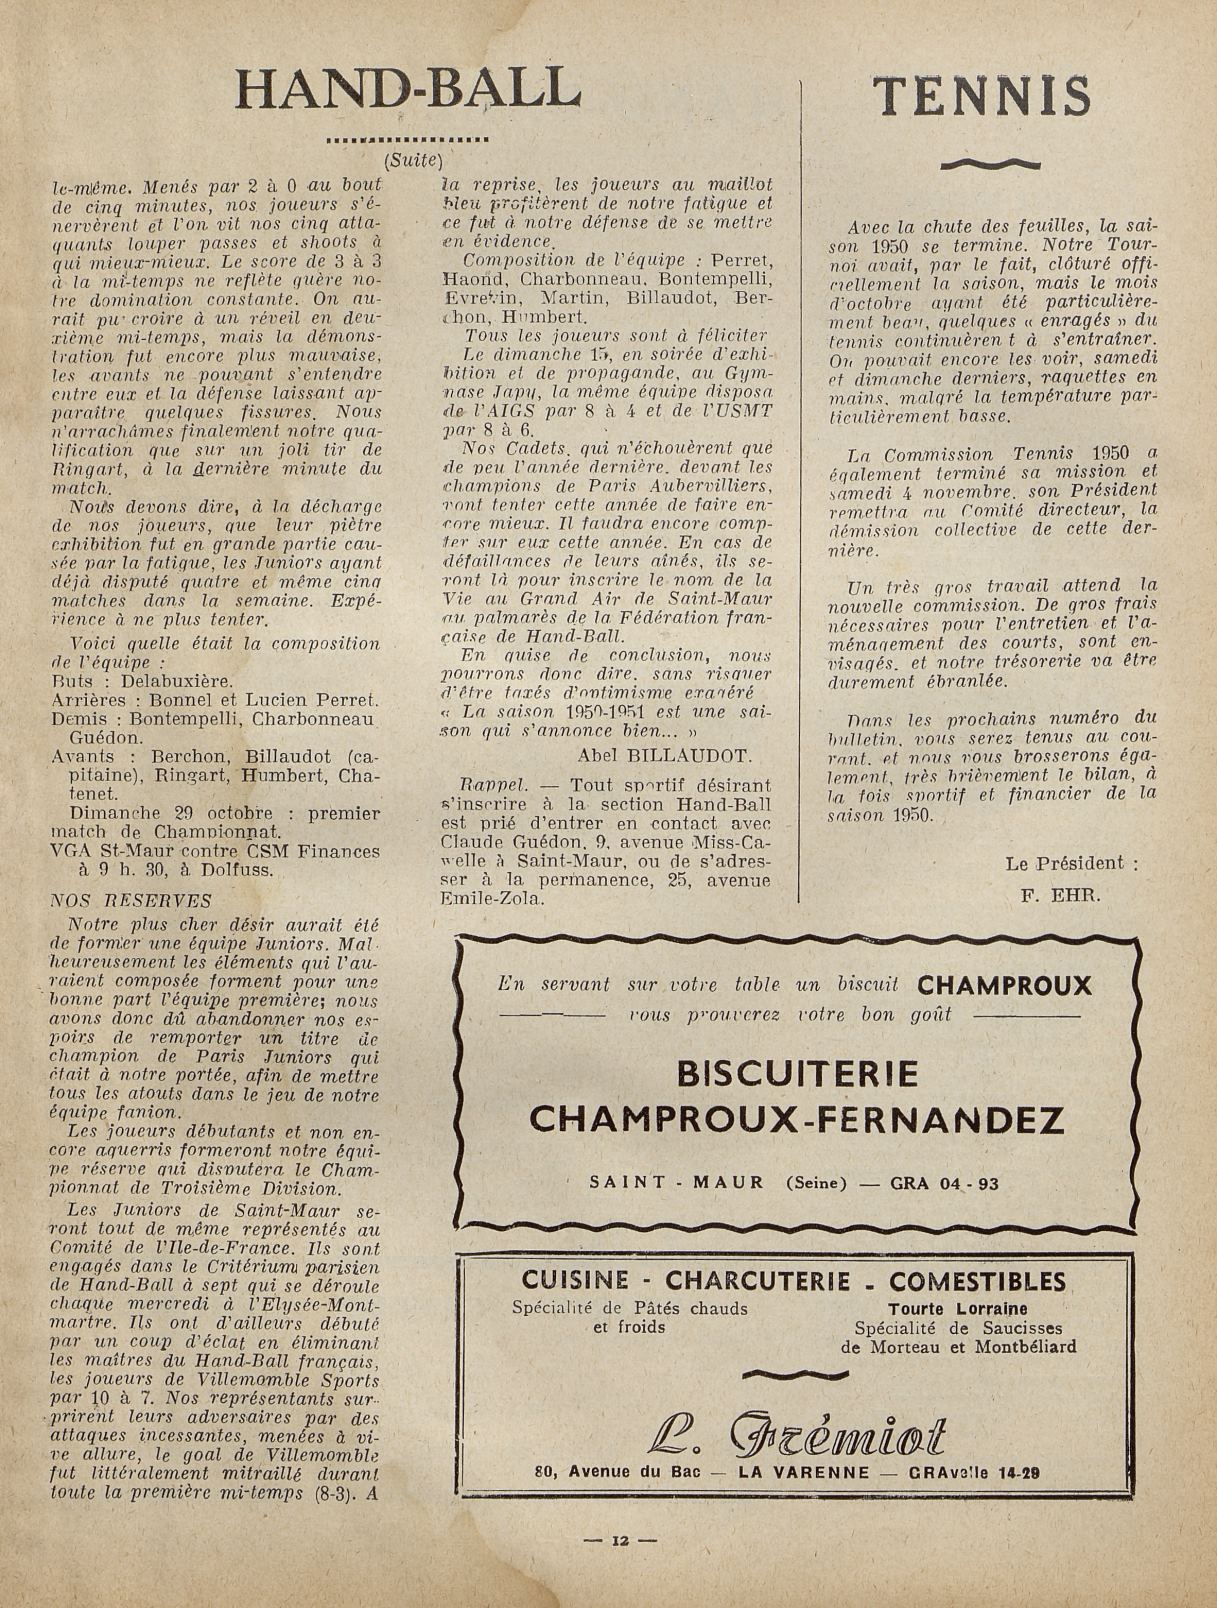 HAND-BALL
(Suite)
le-même. Menés par 2 à 0 au bout
de cinq minutes, nos joueurs s'é-
nervèrent et l'on vit nos cinq atta-
quants louper passes et shoots à
qui mieux-mieux. Le score de 3 à 3
à la mi-temps ne reflète guère no-
tre domination constante. On au-
rait pu croire à un réveil en deu-
xième mi-temps, mais la démons-
tration fut encore plus mauvaise,
les avants ne pouvant s'entendre
entre eux et la défense laissant ap-
paraître quelques fissures. Nous
n'arrachâmes finalement notre qua-
lification que sur un joli tir de
Ringart, à la dernière minute du
match.
Nous devons dire, à la décharge
de nos joueurs, que leur piètre
exhibition fut en grande partie cau-
sée par la fatigue, les Juniors ayant
déjà disputé quatre et même cinq
matches dans la semaine. Expé-
rience à ne plus tenter.
Voici quelle était la composition
de l'équipe :
Buts : Delabuxière.
Arrières : Bonnel et Lucien Perret.
Demis : Bontempelli, Charbonneau
Guédon.
Avants : Berchon, Billaudot (ca-
pitaine), Ringart, Humbert, Cha-
tenet.
Dimanche 29 octobre : premier
match de Championnat.
VGA St-Maur contre CSM Finances
à 9 h. 30, à Dolfuss.
NOS RESERVES
Notre plus cher désir aurait été
de former une équipe Juniors. Mal-
heureusement les éléments qui l'au-
raient composée forment pour une
bonne part l'équipe première; nous
avons donc dû abandonner nos es-
poirs de remporter un titre de
champion de Paris Juniors qui
était à notre portée, afin de mettre
tous les atouts dans le jeu de notre
équipe fanion.
Les joueurs débutants et non en-
core aguerris formeront notre équi-
pe réserve qui disputera le Cham-
pionnat de Troisième Division.
Les Juniors de Saint-Maur se-
ront tout de même représentés au
Comité de l'Ile-de-France. Ils sont
engagés dans le Critérium parisien
de Hand-Ball à sept qui se déroule
chaque mercredi à l'Elysée-Mont-
martre. Ils ont d'ailleurs débuté
par un coup d'éclat en éliminant
les maîtres du Hand-Ball français,
les joueurs de Villemomble Sports
par 10 à 7. Nos représentants sur-
prirent leurs adversaires par des
attaques incessantes, menées à vi-
ve allure, le goal de Villemomble
fut littéralement mitraillé durant
toute la première mi-temps (8-3). A
la reprise, les joueurs au maillot
bleu profitèrent de notre fatigue et
ce fut à notre défense de se mettre
en évidence.
Composition de l'équipe : Perret,
Haond, Charbonneau, Bontempelli,
Evrevin, Martin, Billaudot, Ber-
chon, Humbert.
Tous les joueurs sont à féliciter
Le dimanche 15, en soirée d'exhi-
bition et de propagande, au Gym-
nase Japy, la même équipe disposa
de l'AIGS par 8 à 4 et de l'USMT
par 8 à 6.
Nos Cadets, qui n'échouèrent que
de peu l'année dernière, devant les
champions de Paris Aubervilliers,
vont tenter cette année de faire en-
core mieux. Il faudra encore comp-
ter sur eux cette année. En cas de
défaillances de leurs aînés, ils se-
ront là pour inscrire le nom de la
Vie au Grand Air de Saint-Maur
au palmarès de la Fédération fran-
çaise de Hand-Ball.
En guise de conclusion, nous
pourrons donc dire, sans risquer
d'être taxés d'optimisme exagéré
« La saison 1950-1951 est une sai-
son qui s'annonce bien... »
Abel BILLAUDOT.
Rappel. — Tout sportif désirant
s'inscrire à la section Hand-Ball
est prié d'entrer en contact avec
Claude Guédon, 9, avenue Miss-Ca-
welle à Saint-Maur, ou de s'adres-
ser à la permanence, 25, avenue
Emile-Zola.
TENNIS
Avec la chute des feuilles, la sai-
son 1950 se termine. Notre Tour-
noi avait, par le fait, clôturé offi-
ciellement la saison, mais le mois
d'octobre ayant été particulière-
ment beau, quelques « enragés » du
tennis continuèren t à s'entraîner.
On pouvait encore les voir, samedi
et dimanche derniers, raquettes en
mains, malgré la température par-
ticulièrement basse.
La Commission Tennis 1950 a
également terminé sa mission et
samedi 4 novembre, son Président
remettra au Comité directeur, la
démission collective de cette der-
nière.
Un très gros travail attend la
nouvelle commission. De gros frais
nécessaires pour l'entretien et l'a-
ménagement des courts, sont en-
visagés, et notre trésorerie va être
durement ébranlée.
Dans les prochains numéro du
bulletin, vous serez tenus au cou-
rant, et nous vous brosserons éga-
lement, très brièvement le bilan, à
la fois sportif et financier de la
saison 1950.
Le Président :
F. EHR.
En servant sur votre table un biscuit CHAMPROUX
vous prouverez votre bon goût
BISCUITERIE
CHAMPROUX-FERNANDEZ
SAINT - MAUR (Seine) — GRA 04 - 93
CUISINE - CHARCUTERIE - COMESTIBLES
Spécialité de Pâtés chauds
et froids
Tourte Lorraine
Spécialité de Saucisses
de Morteau et Montbéliard
L. Frémiot
80, Avenue du Bac — LA VARENNE — GRAvelle 14-29
— 12 —